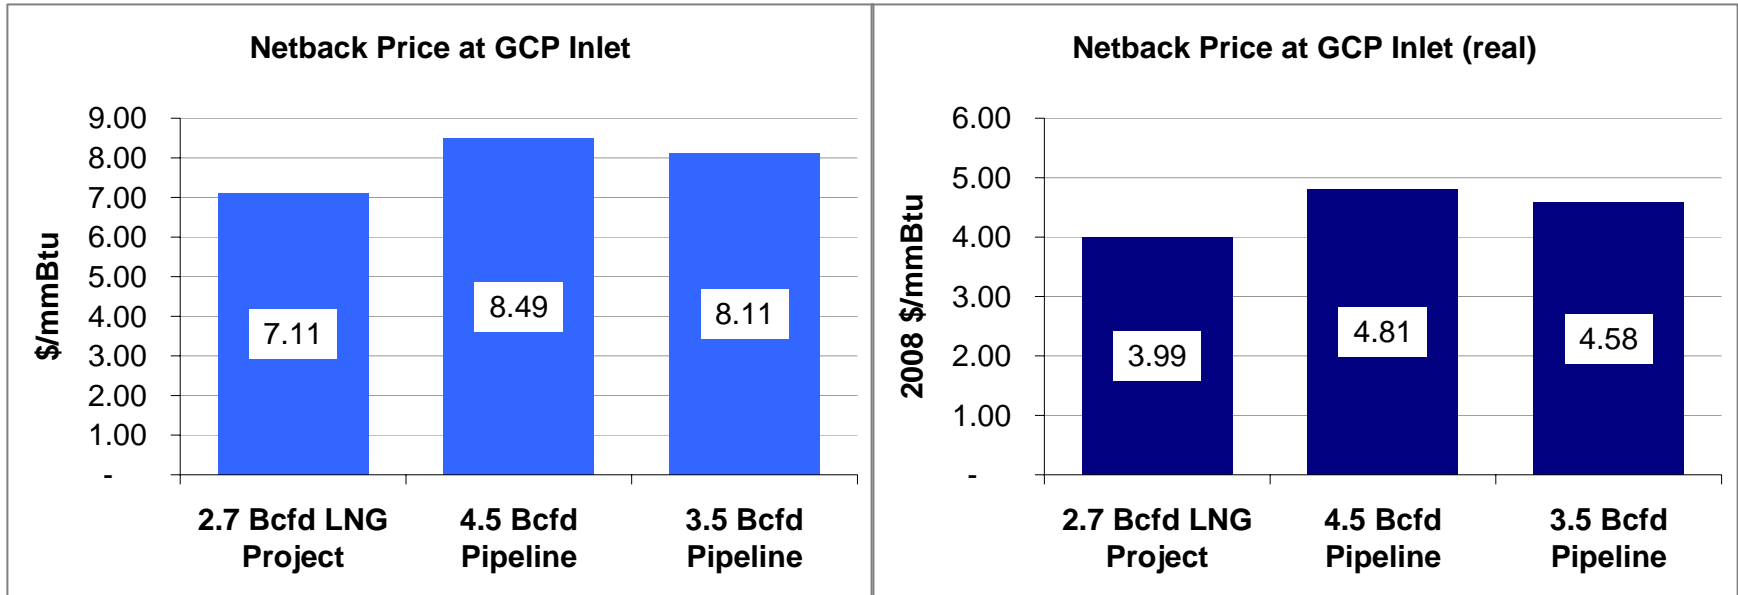 Netback Price at GCP Inlet
$/mmBtu
9.00
8.00
7.00
6.00
5.00
4.00
3.00
2.00
1.00
-
7.11
8.49
8.11
2.7 Bcfd LNG
Project
4.5 Bcfd
Pipeline
3.5 Bcfd
Pipeline
Netback Price at GCP Inlet (real)
2008 $/mmBtu
6.00
5.00
4.00
3.00
2.00
1.00
-
3.99
4.81
4.58
2.7 Bcfd LNG
Project
4.5 Bcfd
Pipeline
3.5 Bcfd
Pipeline